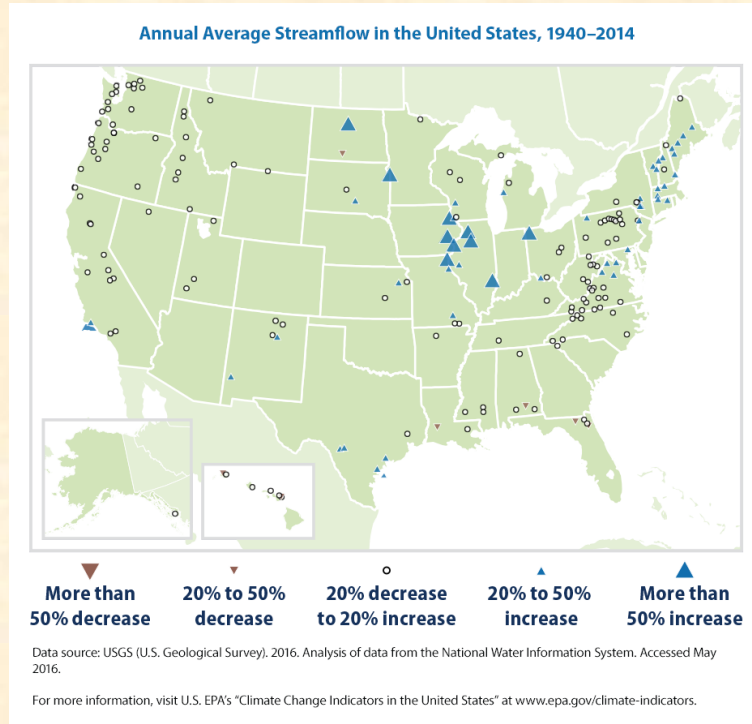 Annual Average Streamflow in the United States, 1940–2014
More than
50% decrease
20% to 50%
decrease
20% decrease
to 20% increase
20% to 50%
increase
More than
50% increase
Data source: USGS (U.S. Geological Survey). 2016. Analysis of data from the National Water Information System. Accessed May
2016.
For more information, visit U.S. EPA’s “Climate Change Indicators in the United States” at www.epa.gov/climate-indicators.